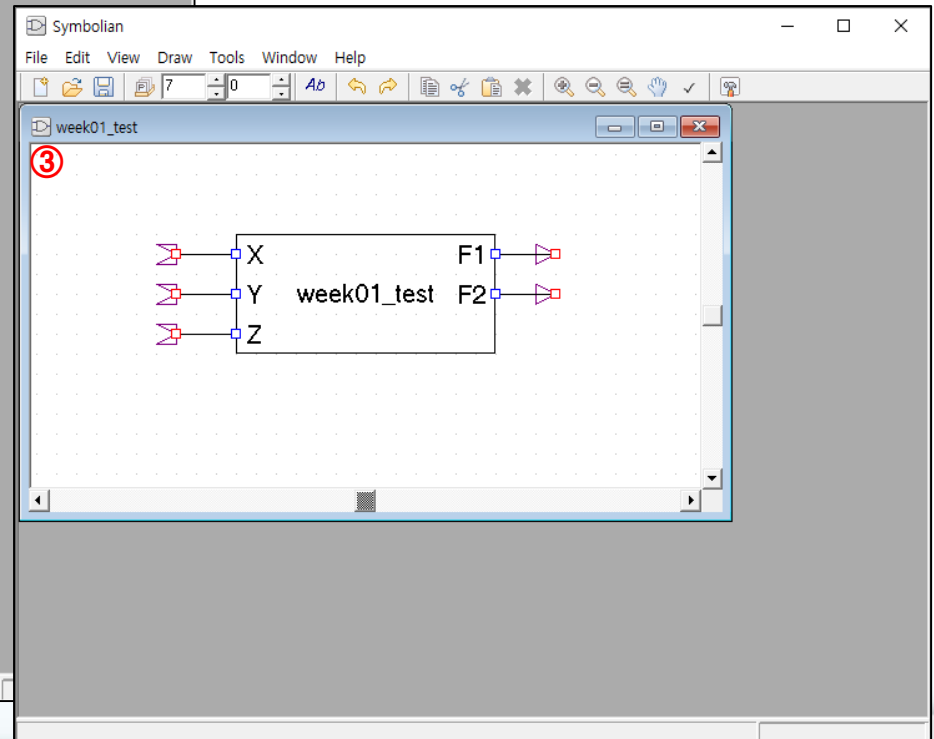 Symbolian
File Edit View Draw Tools Window Help
7 0 Ab
week01_test
③
X F1
Y week01_test F2
Z